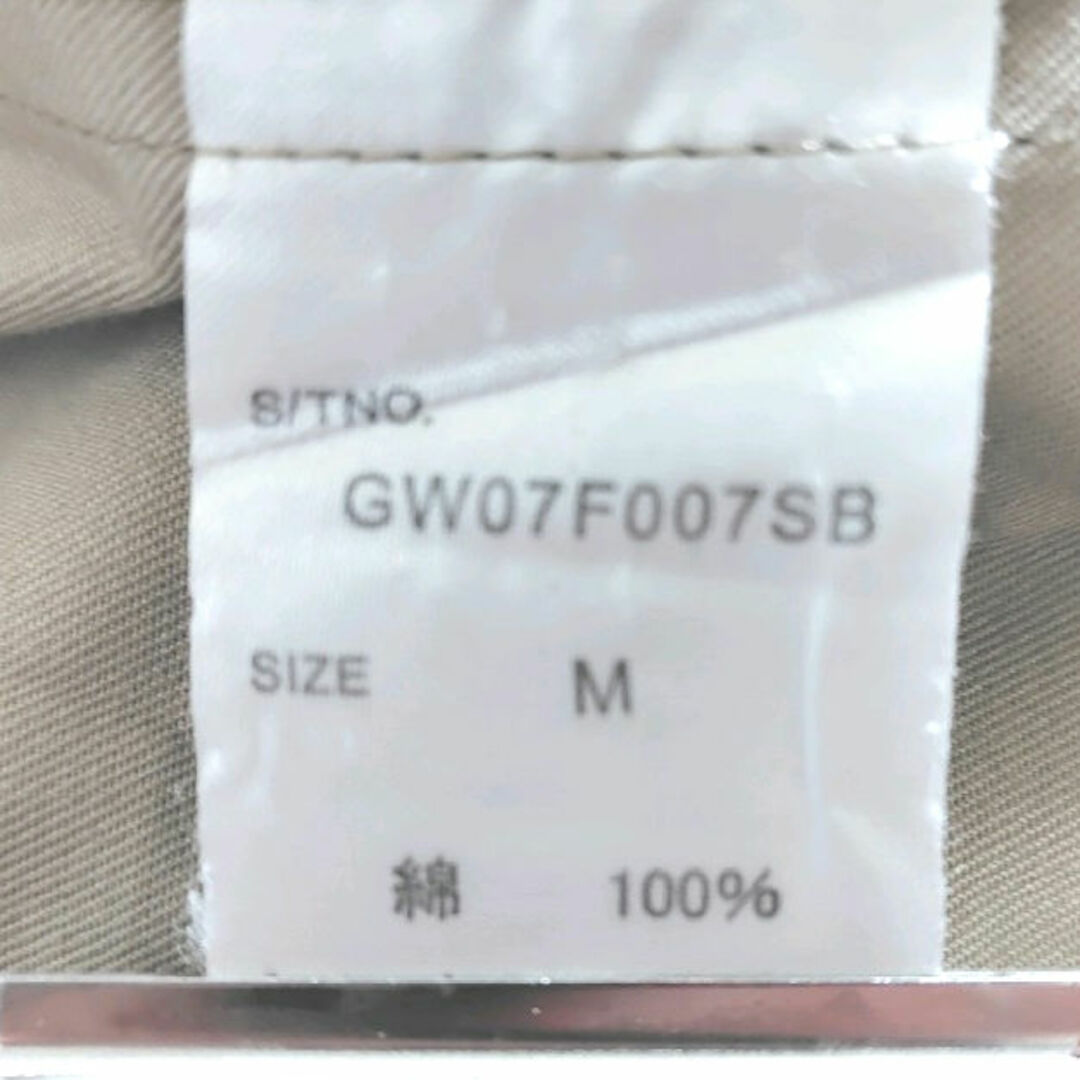 S/TNO.
GW07F007SB
SIZE M
綿 100%